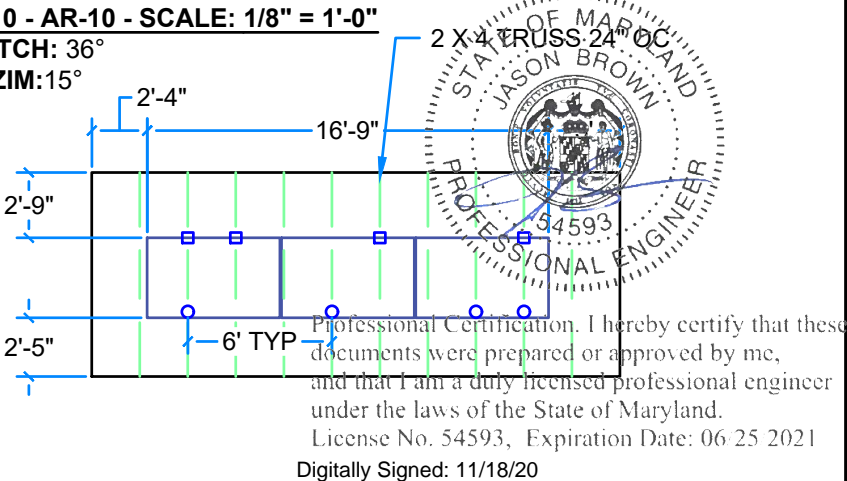 0 - AR-10 - SCALE: 1/8" = 1'-0"
TCH: 36°
ZIM:15°
2 X 4 TRUSS 24" OC
2'-4"
16'-9"
2'-9"
2'-5"
6' TYP
STATE OF MARYLAND
JASON BROWN
54593
PROFESSIONAL ENGINEER
Professional Certification. I hereby certify that these
documents were prepared or approved by me,
and that I am a duly licensed professional engineer
under the laws of the State of Maryland.
License No. 54593, Expiration Date: 06 25 2021
Digitally Signed: 11/18/20